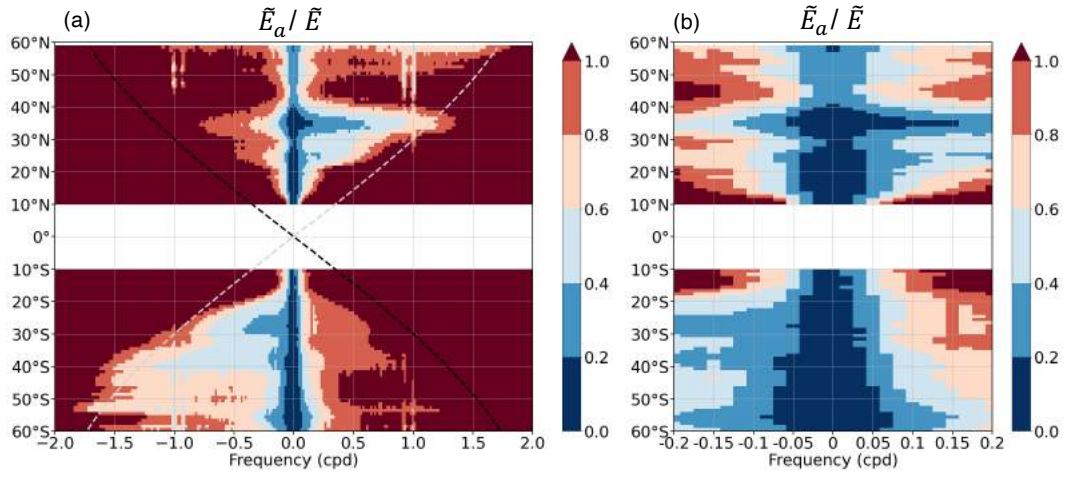 (a) Ẽₐ / Ẽ
60°N
50°N
40°N
30°N
20°N
10°N
0°
10°S
20°S
30°S
40°S
50°S
60°S
−2.0 −1.5 −1.0 −0.5 0.0 0.5 1.0 1.5 2.0
Frequency (cpd)
1.0
0.8
0.6
0.4
0.2
0.0
(b) Ẽₐ / Ẽ
60°N
50°N
40°N
30°N
20°N
10°N
0°
10°S
20°S
30°S
40°S
50°S
60°S
−0.2 −0.15 −0.1 −0.05 0 0.05 0.1 0.15 0.2
Frequency (cpd)
1.0
0.8
0.6
0.4
0.2
0.0